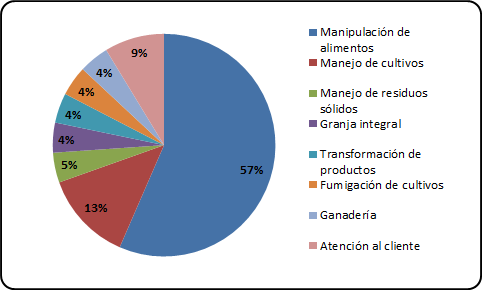 9%
4%
4%
4%
4%
5%
13%
57%
Manipulación de
alimentos
Manejo de cultivos
Manejo de residuos
sólidos
Granja integral
Transformación de
productos
Fumigación de cultivos
Ganadería
Atención al cliente